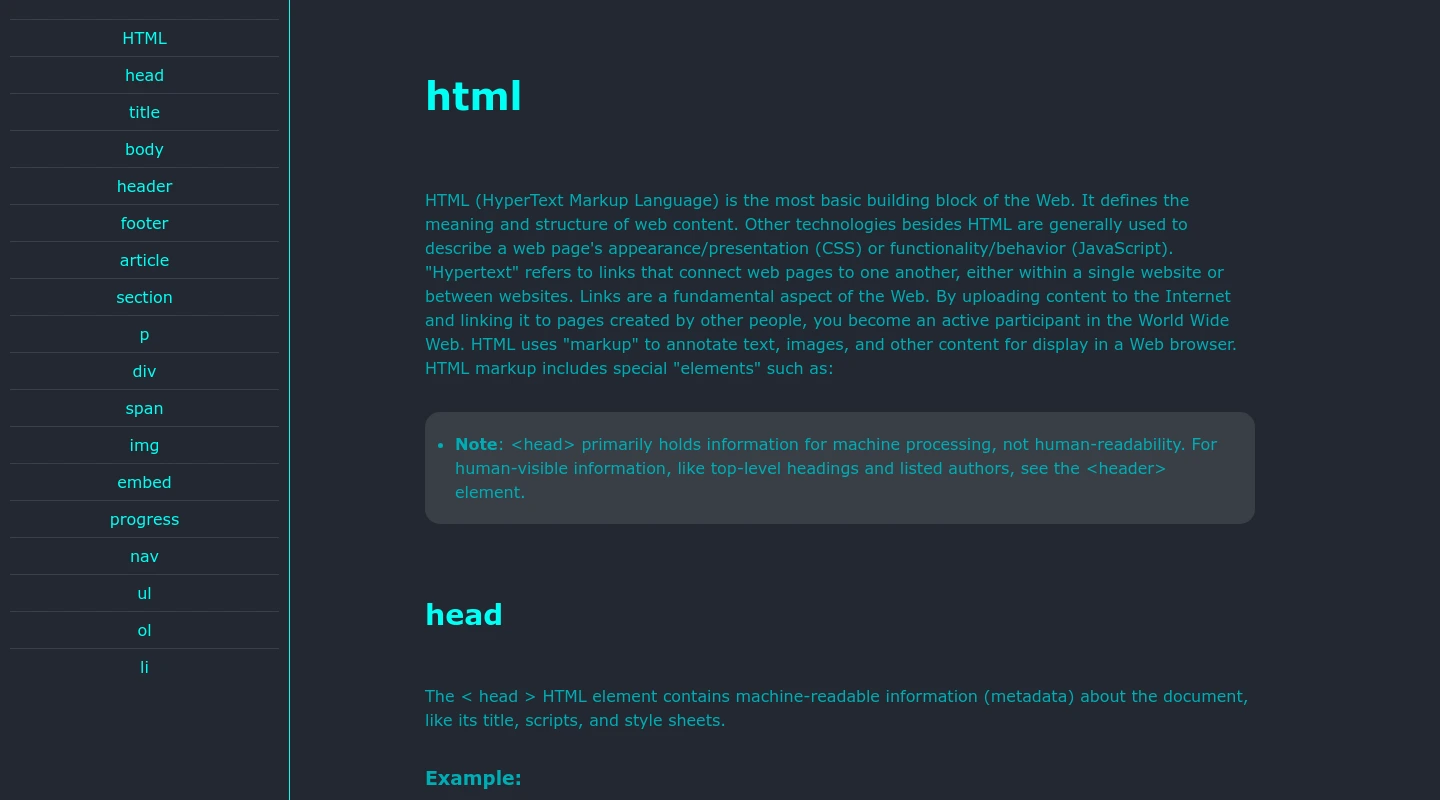 HTML
head
title
body
header
footer
article
section
p
div
span
img
embed
progress
nav
ul
ol
li
html
HTML (HyperText Markup Language) is the most basic building block of the Web. It defines the
meaning and structure of web content. Other technologies besides HTML are generally used to
describe a web page's appearance/presentation (CSS) or functionality/behavior (JavaScript).
"Hypertext" refers to links that connect web pages to one another, either within a single website or
between websites. Links are a fundamental aspect of the Web. By uploading content to the Internet
and linking it to pages created by other people, you become an active participant in the World Wide
Web. HTML uses "markup" to annotate text, images, and other content for display in a Web browser.
HTML markup includes special "elements" such as:
• Note: <head> primarily holds information for machine processing, not human-readability. For
human-visible information, like top-level headings and listed authors, see the <header>
element.
head
The < head > HTML element contains machine-readable information (metadata) about the document,
like its title, scripts, and style sheets.
Example: